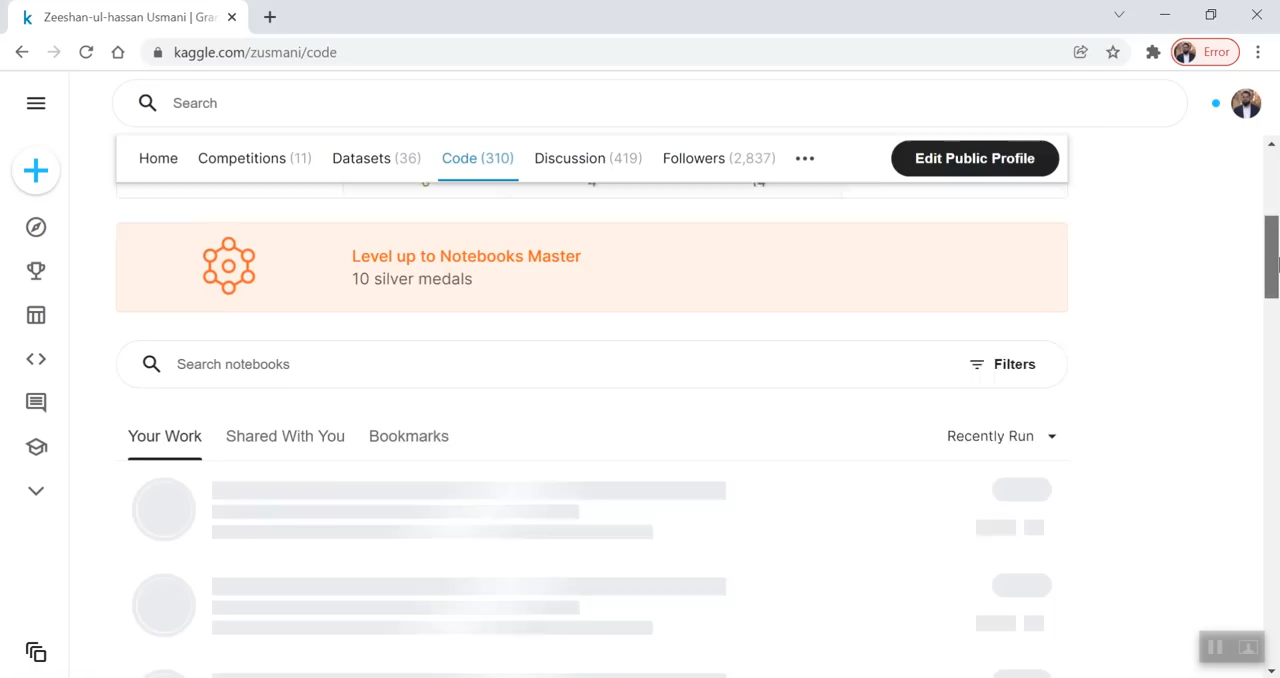 Zeeshan-ul-hassan Usmani | Gra
kaggle.com/zusmani/code
Error
Search
Home Competitions (11) Datasets (36) Code (310) Discussion (419) Followers (2,837) ••• Edit Public Profile
Level up to Notebooks Master
10 silver medals
Search notebooks Filters
Your Work Shared With You Bookmarks Recently Run